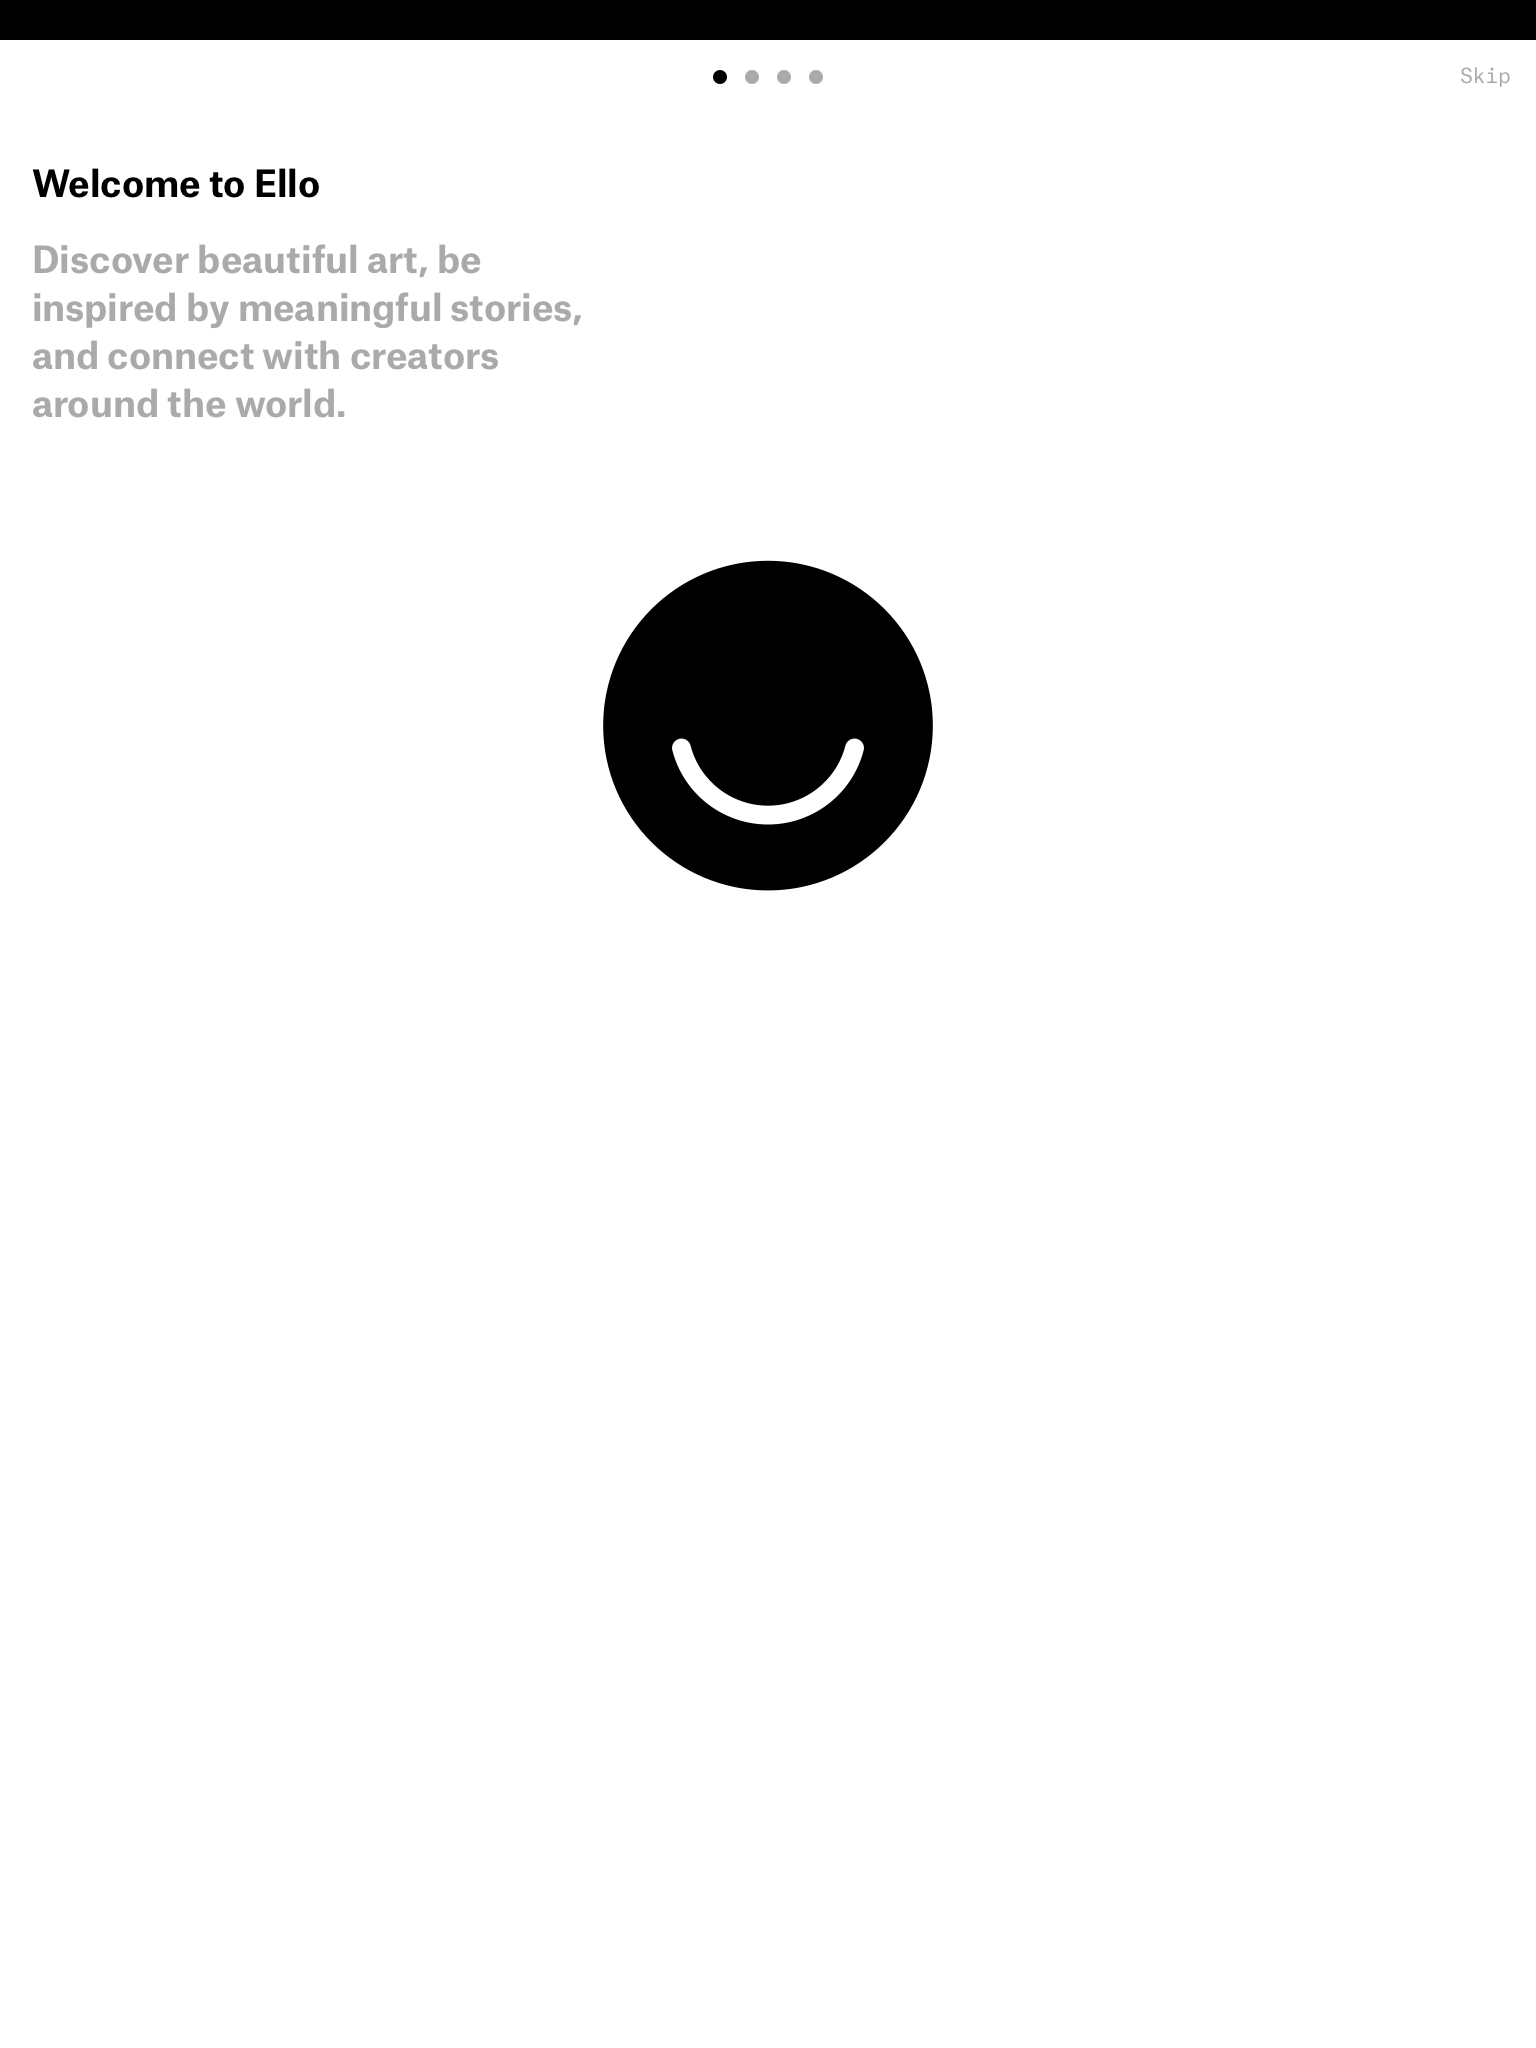 Skip
Welcome to Ello
Discover beautiful art, be
inspired by meaningful stories,
and connect with creators
around the world.